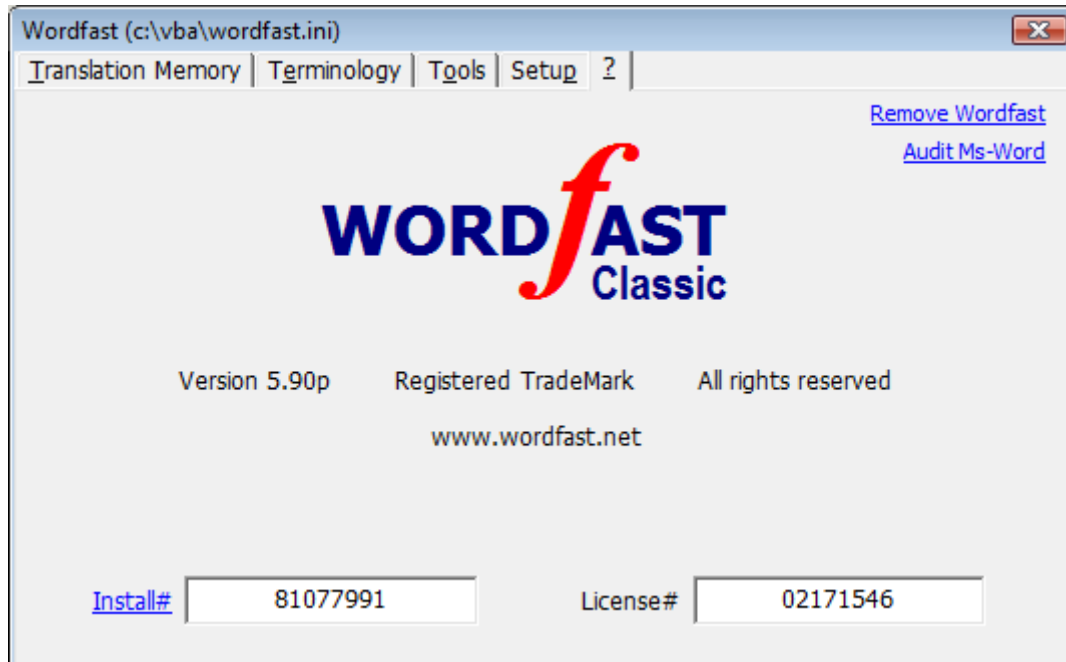 Wordfast (c:\vba\wordfast.ini)
Translation Memory Terminology Tools Setup ?
Remove Wordfast
Audit Ms-Word
WORDfAST
Classic
Version 5.90p Registered TradeMark All rights reserved
www.wordfast.net
Install# 81077991 License# 02171546